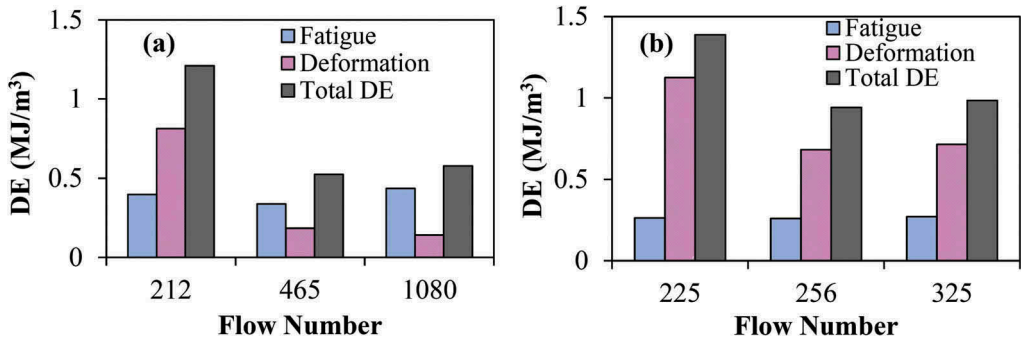 (a)
Fatigue
Deformation
Total DE
DE (MJ/m³)
1.5
1
0.5
0
212 465 1080
Flow Number
(b)
Fatigue
Deformation
Total DE
DE (MJ/m³)
1.5
1
0.5
0
225 256 325
Flow Number